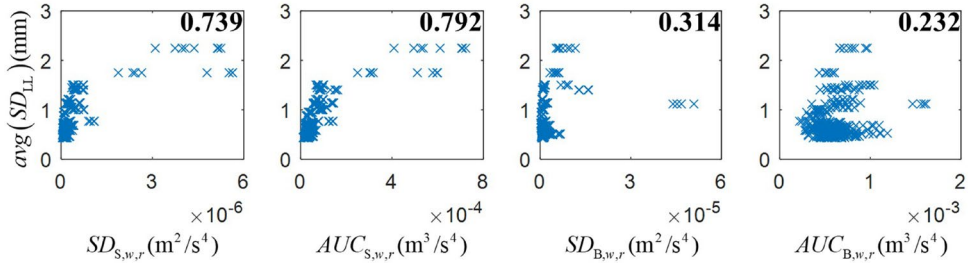 0.739 0.792 0.314 0.232
avg(SD_LL)(mm)
3 3 3 3
2 2 2 2
1 1 1 1
0 0 0 0
0 3 6 0 4 8 0 5 0 1 2
×10^-6 ×10^-4 ×10^-5 ×10^-3
SD_S,w,r(m²/s⁴) AUC_S,w,r(m³/s⁴) SD_B,w,r(m²/s⁴) AUC_B,w,r(m³/s⁴)